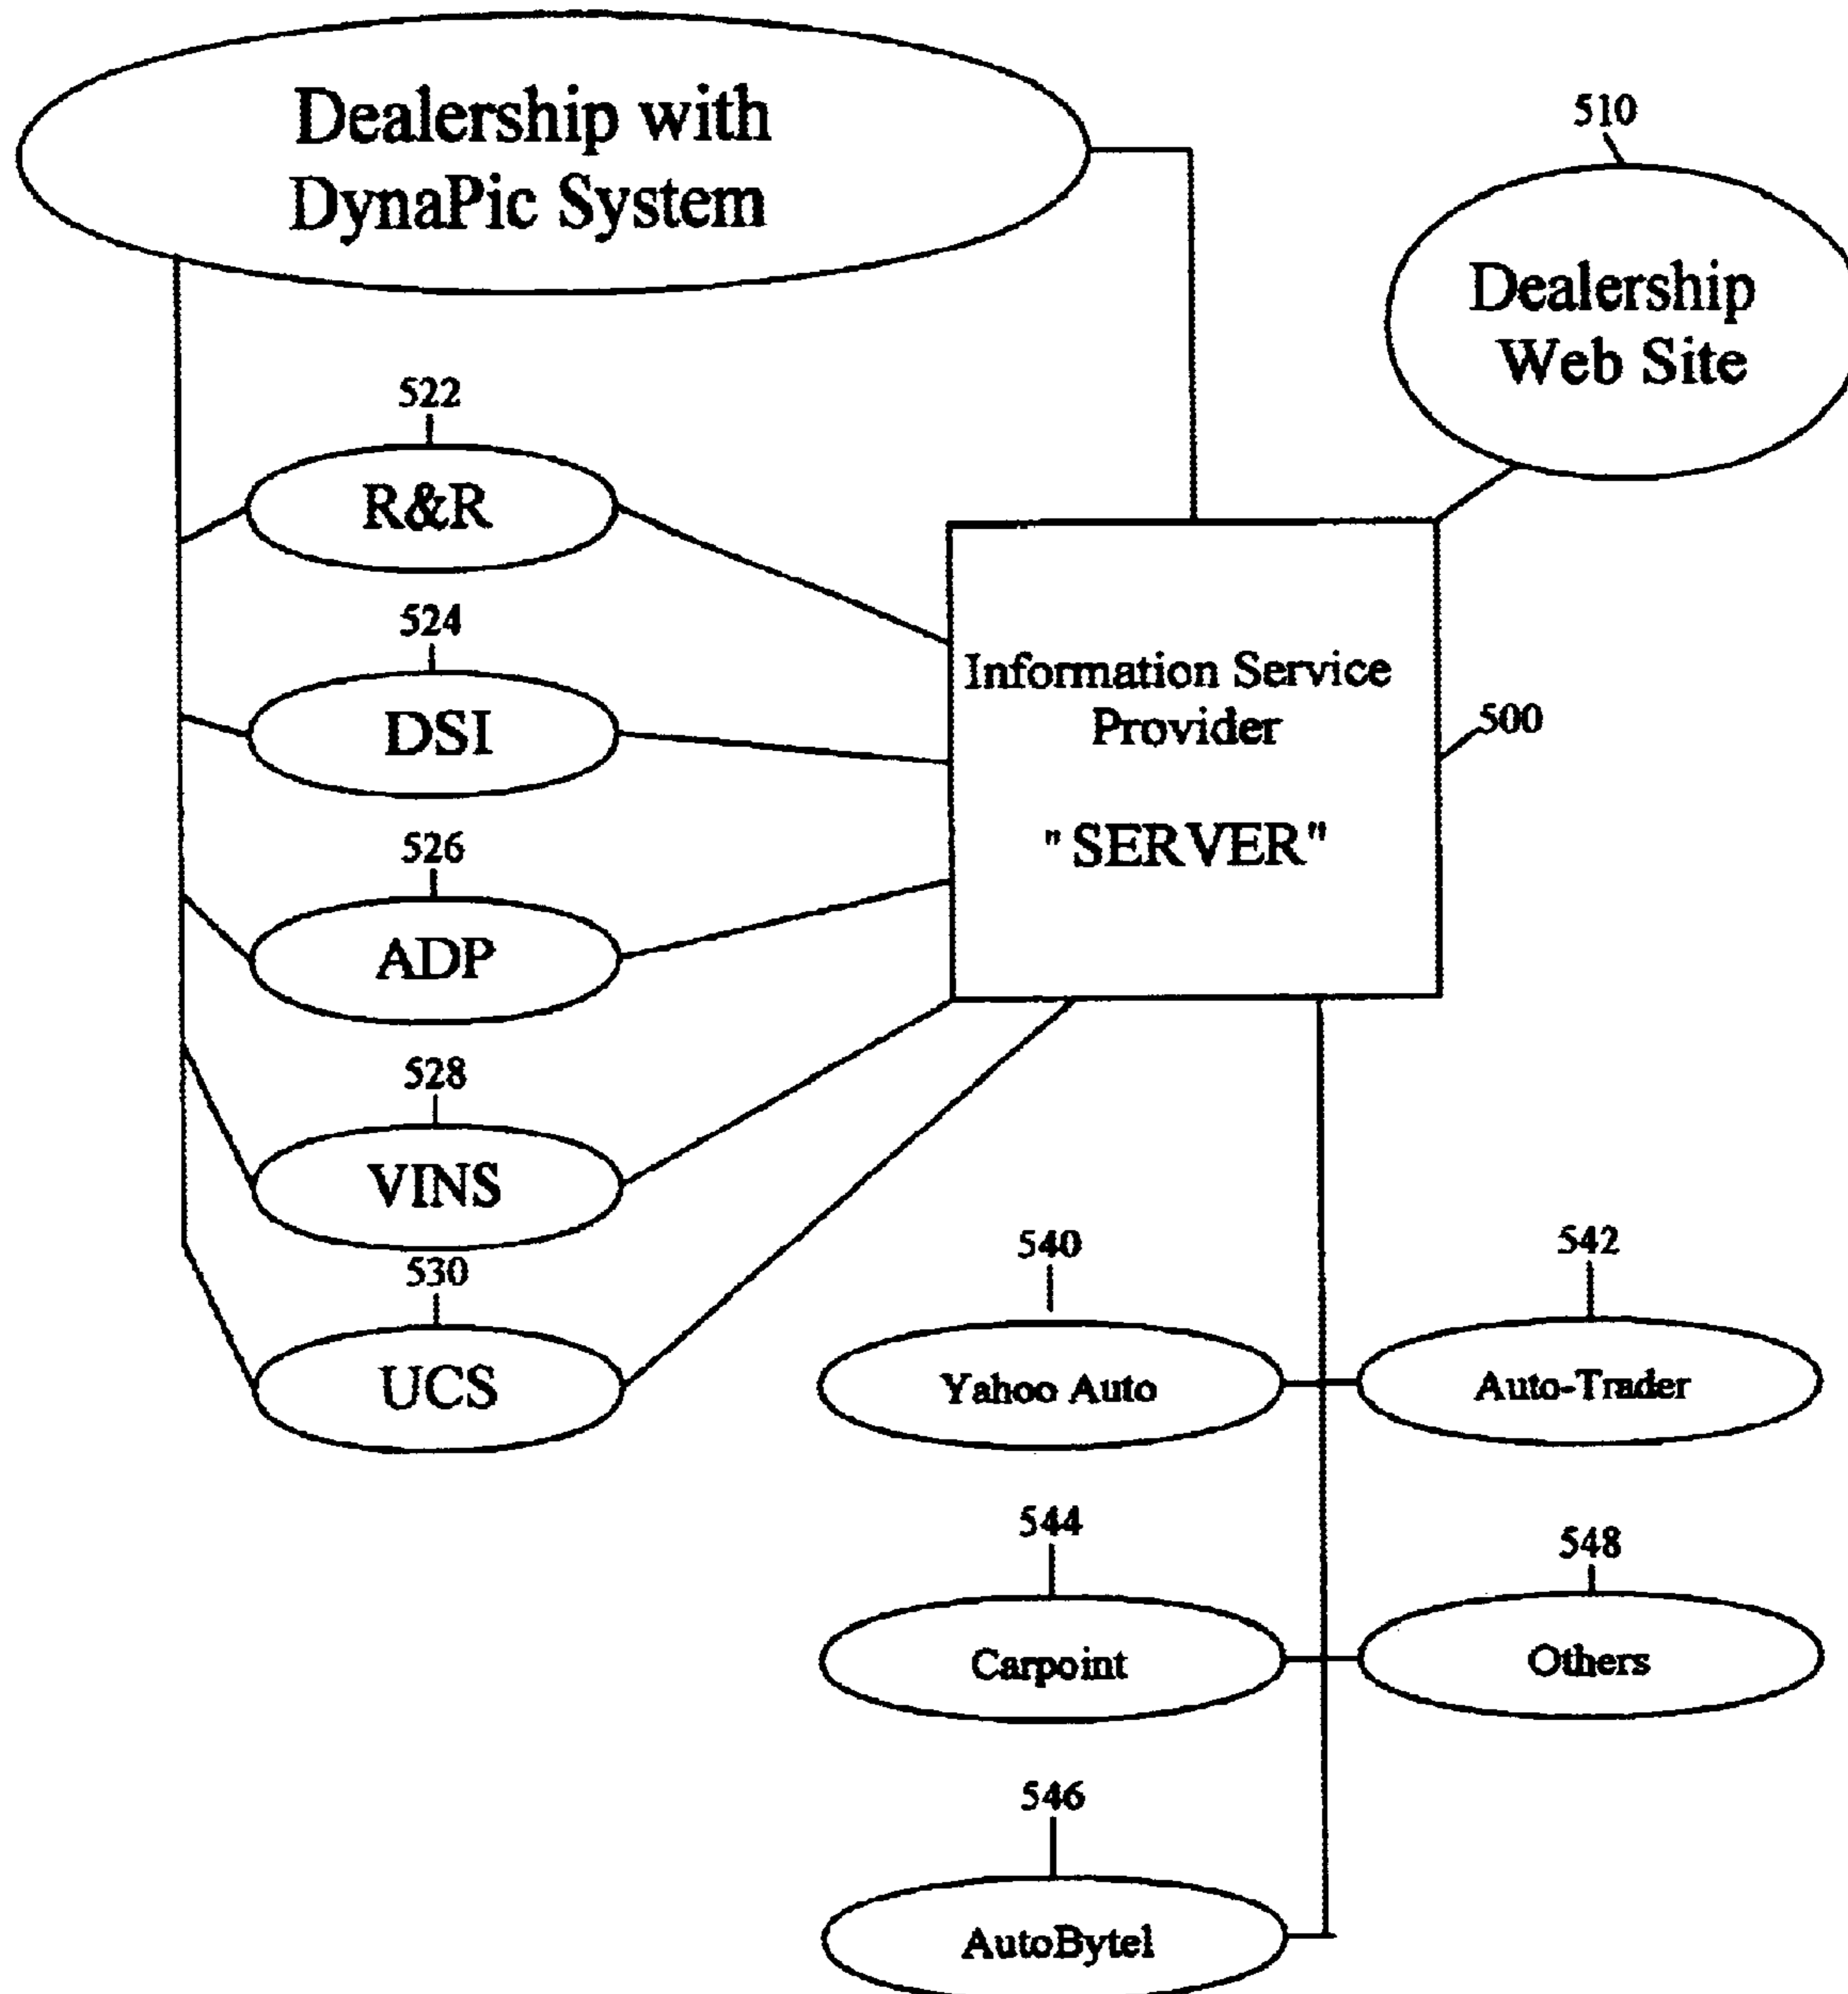 Dealership with
DynaPic System
510
Dealership
Web Site
522
R&R
524
DSI
526
ADP
528
VINS
530
UCS
Information Service
Provider
"SERVER"
500
540
Yahoo Auto
542
Auto-Trader
544
Carpoint
548
Others
546
AutoBytel